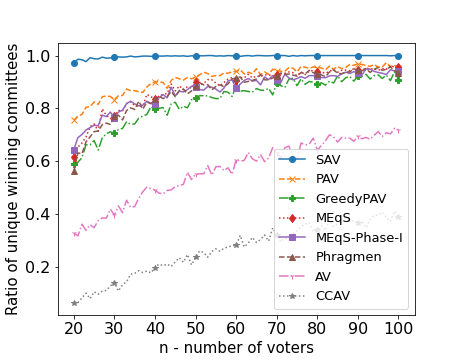 Ratio of unique winning committees
1.0
0.8
0.6
0.4
0.2
SAV
PAV
GreedyPAV
MEqS
MEqS-Phase-I
Phragmen
AV
CCAV
20 30 40 50 60 70 80 90 100
n - number of voters